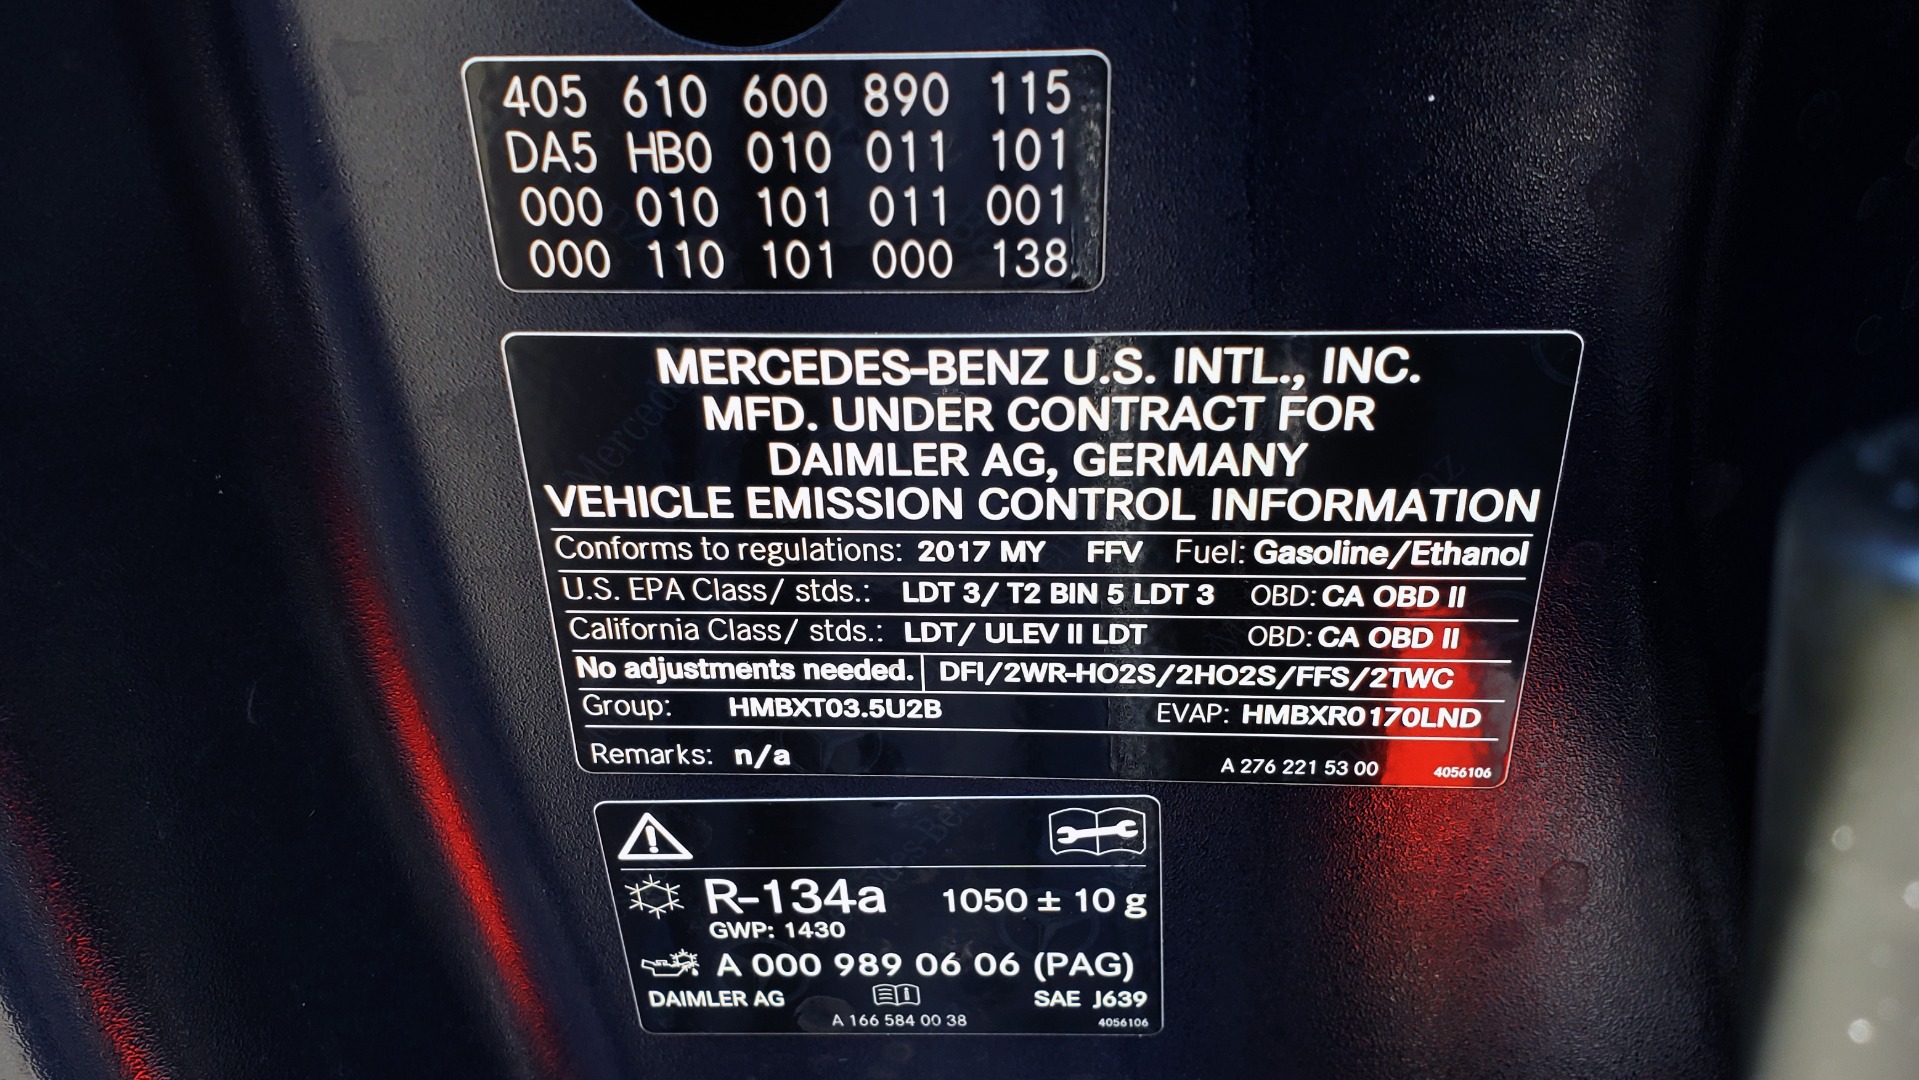 405 610 600 890 115
DA5 HB0 010 011 101
000 010 101 011 001
000 110 101 000 138
MERCEDES-BENZ U.S. INTL., INC.
MFD. UNDER CONTRACT FOR
DAIMLER AG, GERMANY
VEHICLE EMISSION CONTROL INFORMATION
Conforms to regulations: 2017 MY FFV Fuel: Gasoline/Ethanol
U.S. EPA Class/ stds.: LDT 3/ T2 BIN 5 LDT 3 OBD: CA OBD II
California Class/ stds.: LDT/ ULEV II LDT OBD: CA OBD II
No adjustments needed. DFI/2WR-HO2S/2HO2S/FFS/2TWC
Group: HMBXT03.5U2B EVAP: HMBXR0170LND
Remarks: n/a A 276 221 53 00 4056106
R-134a 1050 ± 10 g
GWP: 1430
A 000 989 06 06 (PAG)
DAIMLER AG SAE J639
A 166 584 00 38 4056106